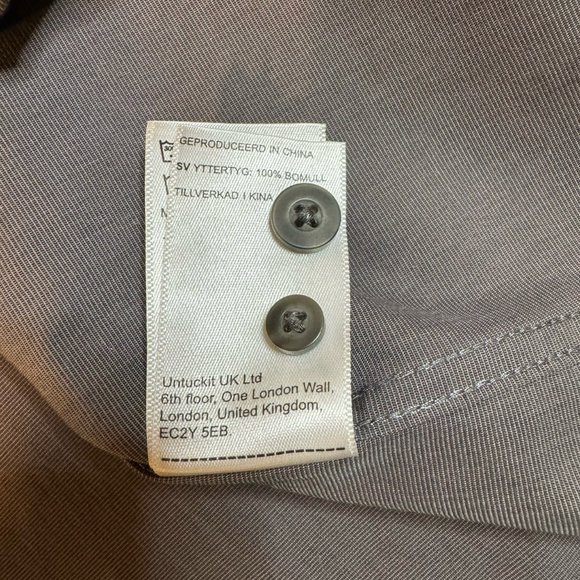 GEPRODUCEERD IN CHINA
SV YTTERTYG: 100% BOMULL
TILLVERKAD I KINA
Untuckit UK Ltd
6th floor, One London Wall,
London, United Kingdom,
EC2Y 5EB.